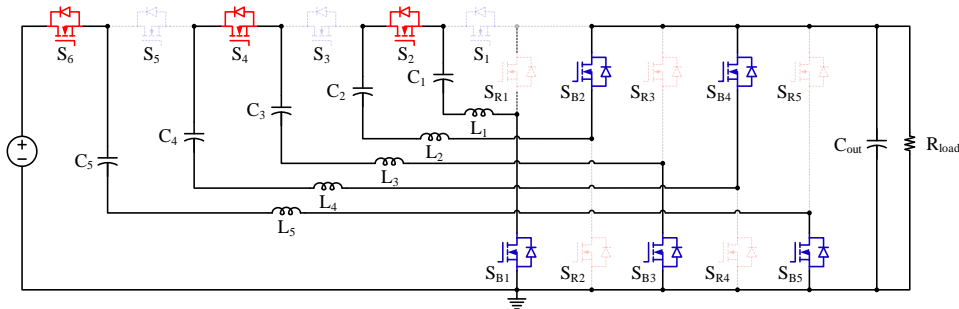 S6 S5 S4 S3 S2 S1
C1
C2 SR1 SB2 SR3 SB4 SR5
C3
C4 L1
C5 L2 Cout Rload
L2
L3
L4
L5
SB1 SR2 SB3 SR4 SB5